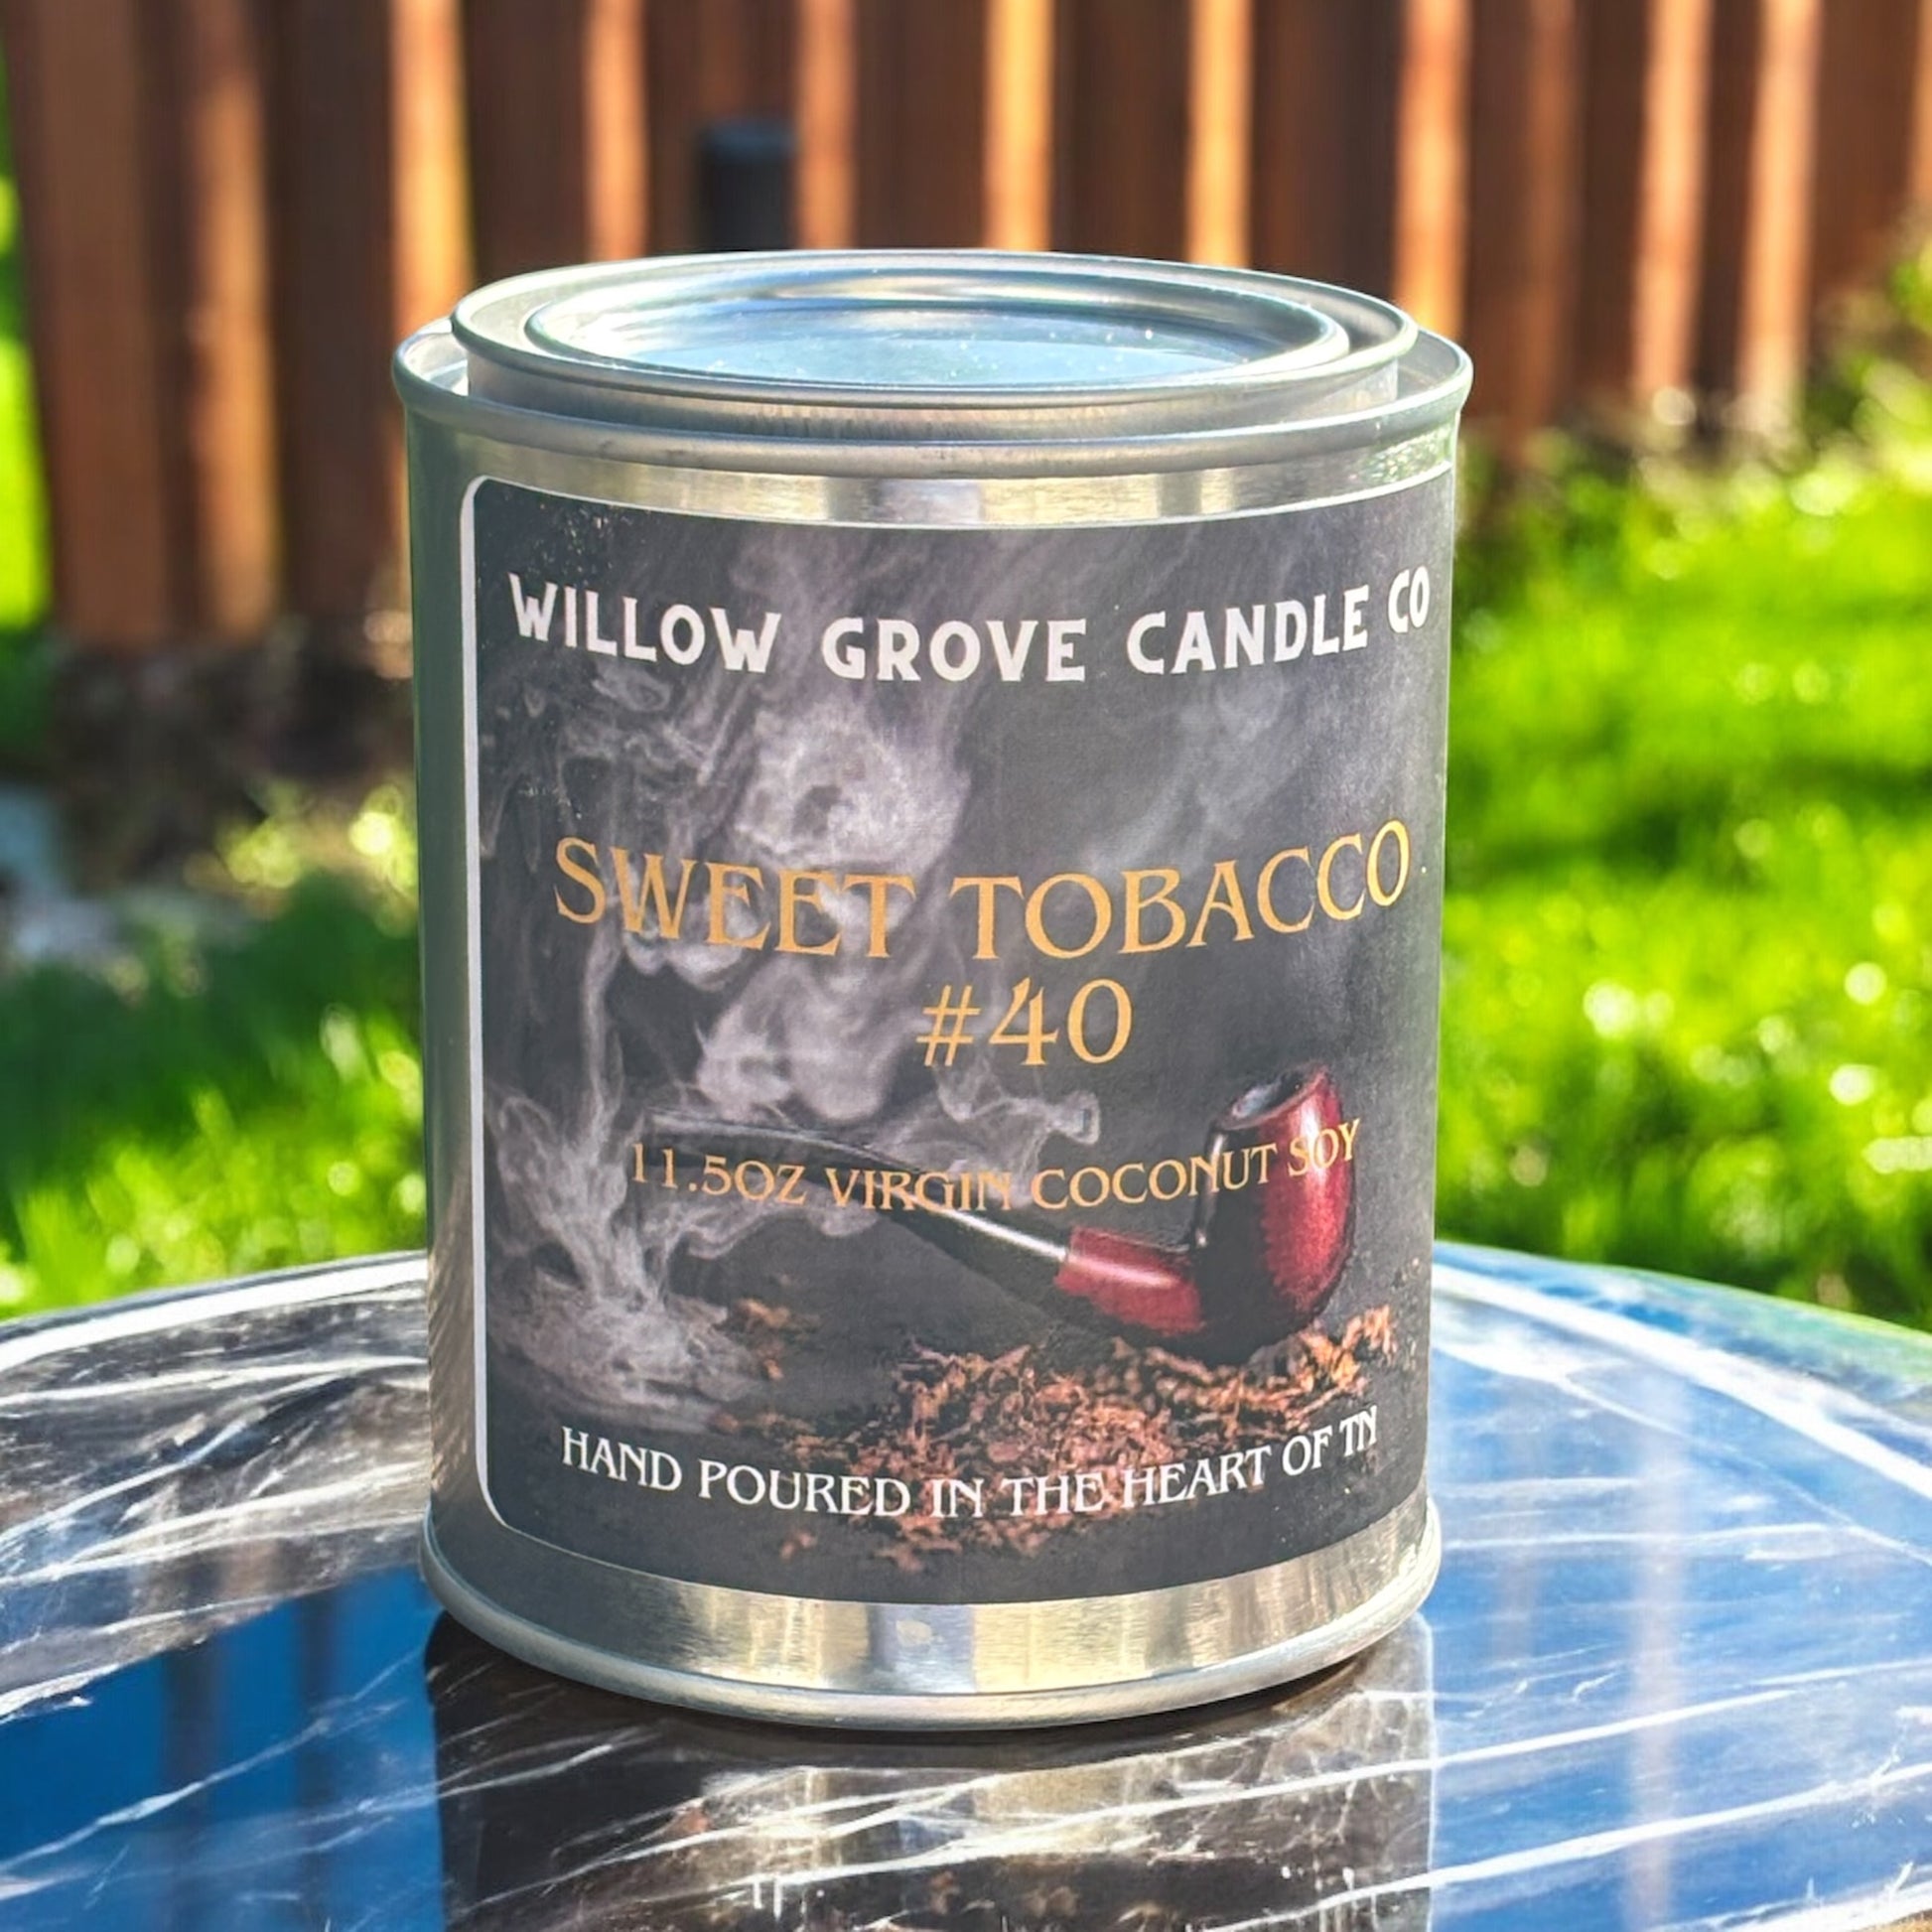 WILLOW GROVE CANDLE CO
SWEET TOBACCO
#40
11.5OZ VIRGIN COCONUT SOY
HAND POURED IN THE HEART OF TN